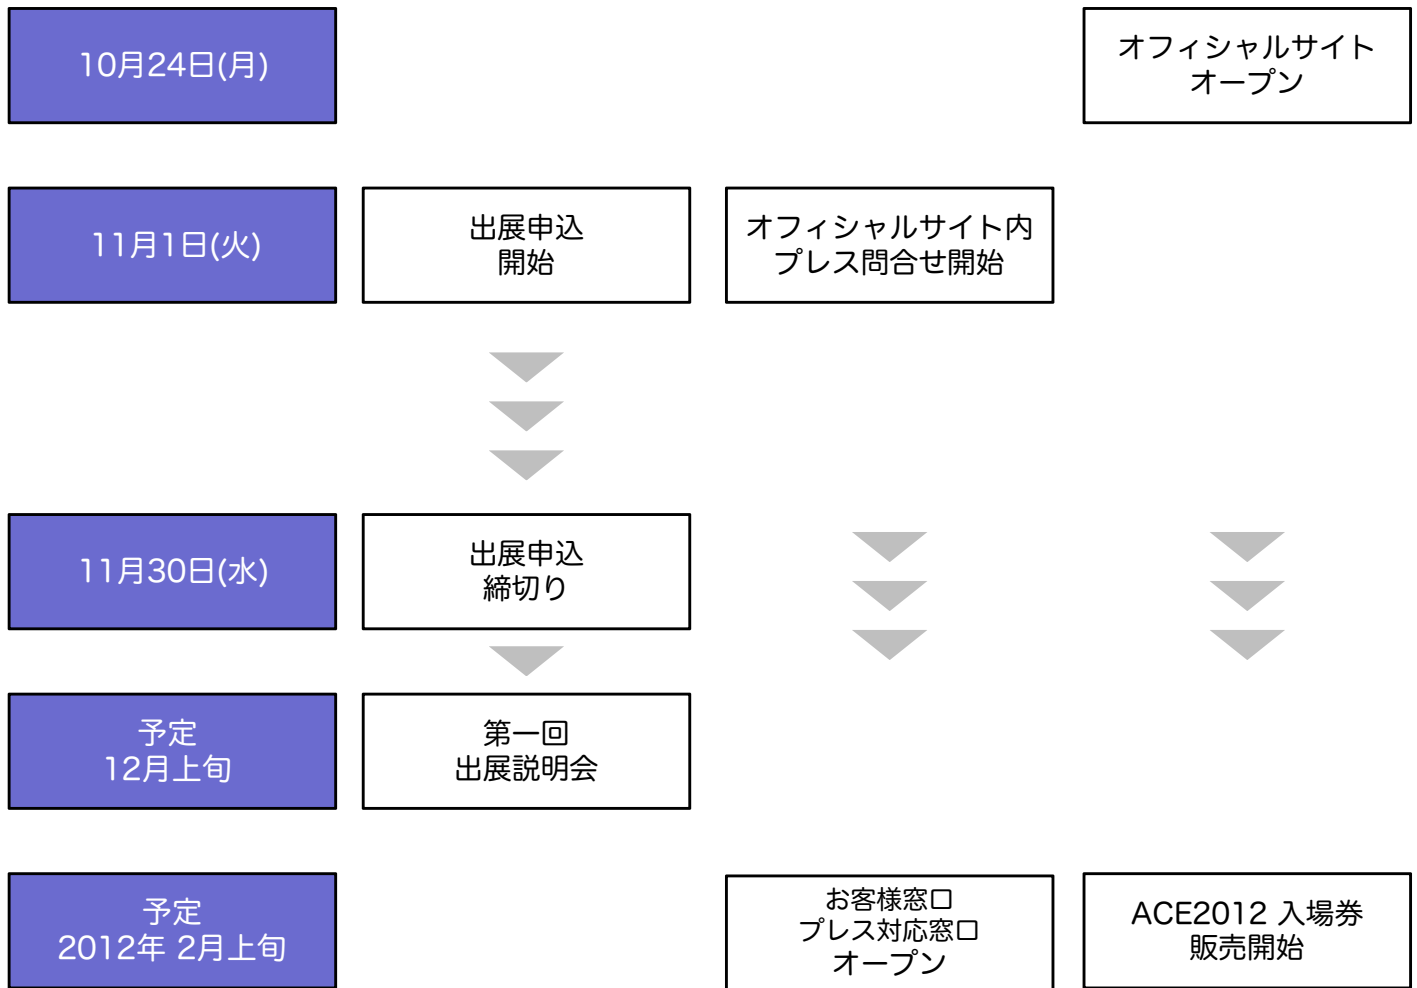 10月24日(月)
オフィシャルサイト
オープン
11月1日(火)
出展申込
開始
オフィシャルサイト内
プレス問合せ開始
11月30日(水)
出展申込
締切り
予定
12月上旬
第一回
出展説明会
予定
2012年 2月上旬
お客様窓口
プレス対応窓口
オープン
ACE2012 入場券
販売開始